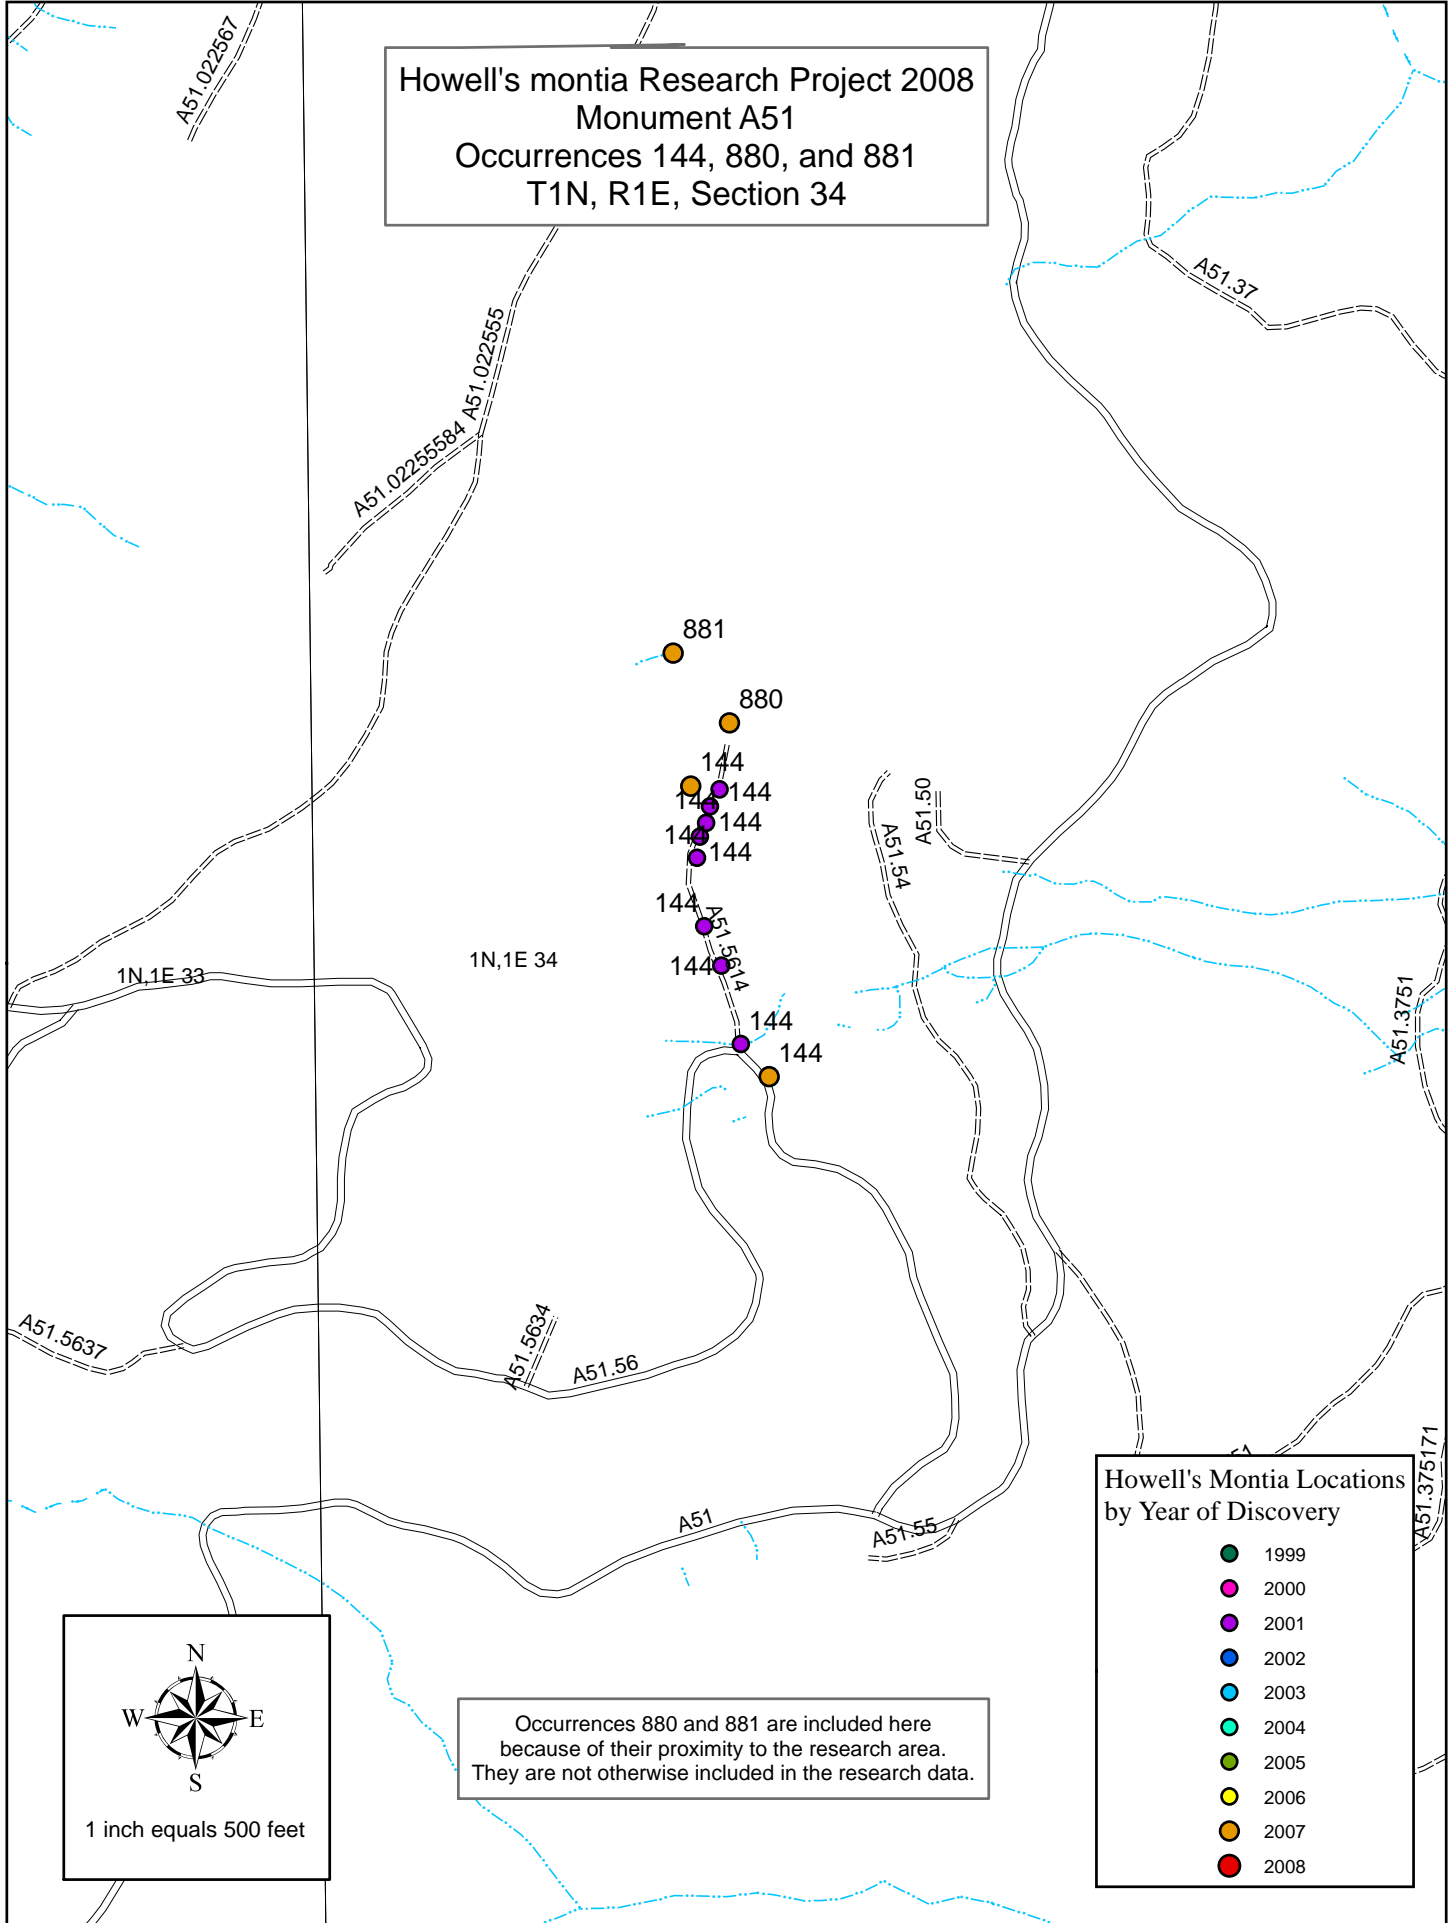 A51.022567
Howell's montia Research Project 2008
Monument A51
Occurrences 144, 880, and 881
T1N, R1E, Section 34
A51.37
A51.022555
A51.02255584
881
880
144
144
144
144
144
144
144
A51.5614
144
144
144
A51.50
A51.54
1N,1E 33
1N,1E 34
A51.3751
A51.5637
A51.5634
A51.56
A51
A51.55
A51.375171
Howell's Montia Locations
by Year of Discovery
1999
2000
2001
2002
2003
2004
2005
2006
2007
2008
N
W
E
S
1 inch equals 500 feet
Occurrences 880 and 881 are included here
because of their proximity to the research area.
They are not otherwise included in the research data.